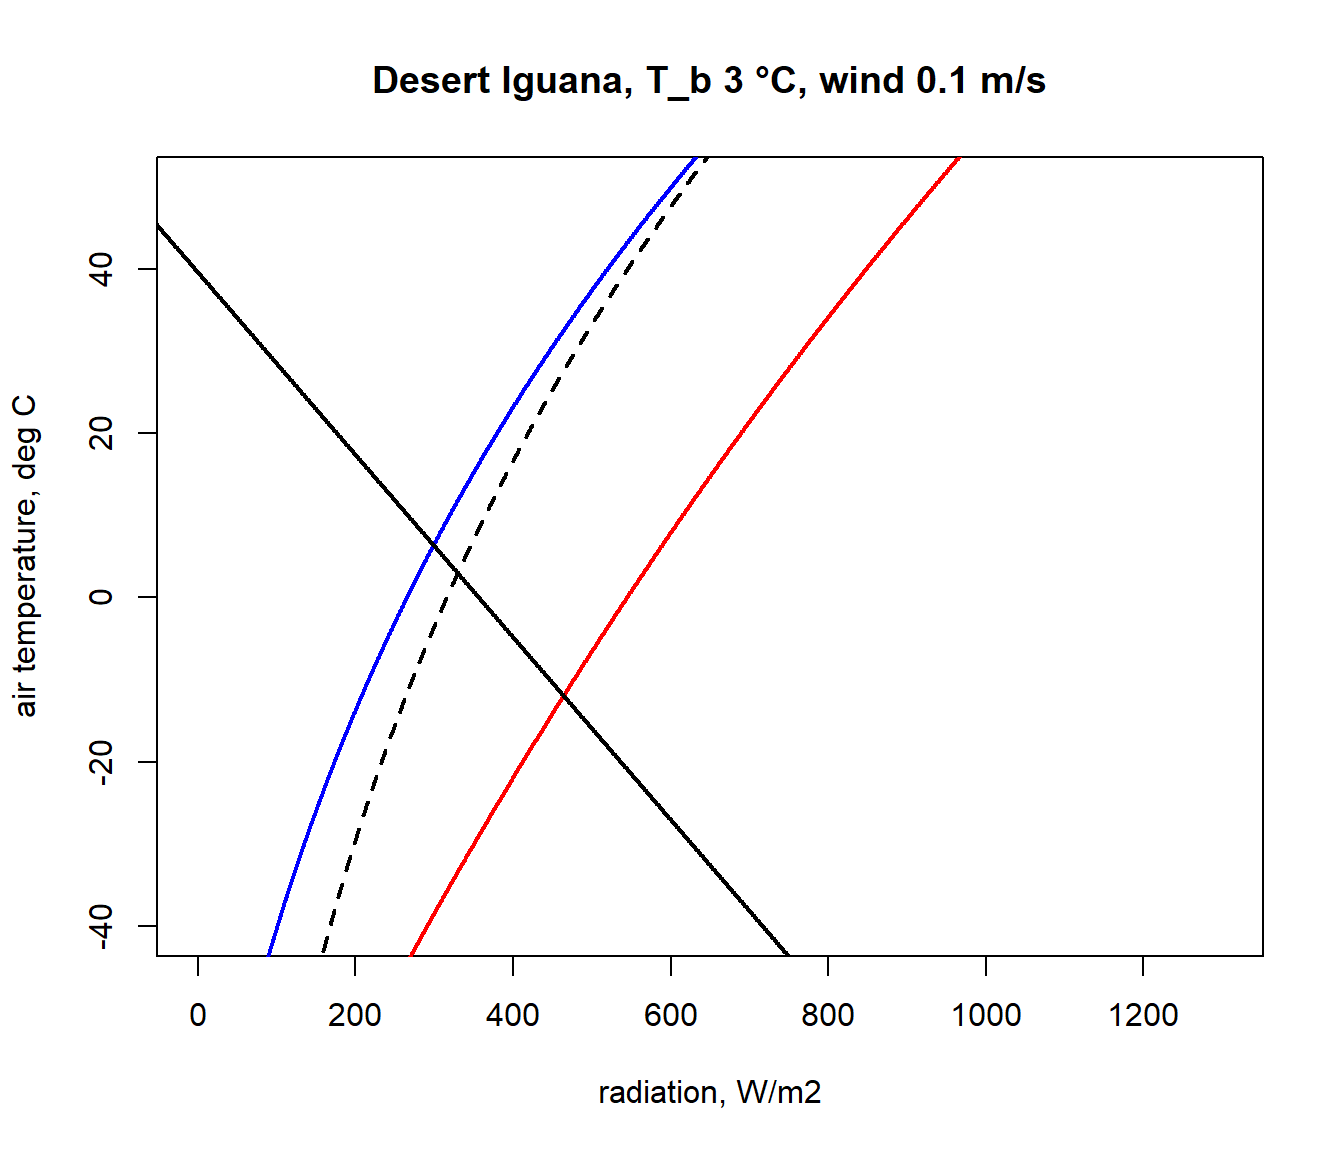 Desert Iguana, T_b 3 °C, wind 0.1 m/s
air temperature, deg C
40
20
0
-20
-40
0 200 400 600 800 1000 1200
radiation, W/m2